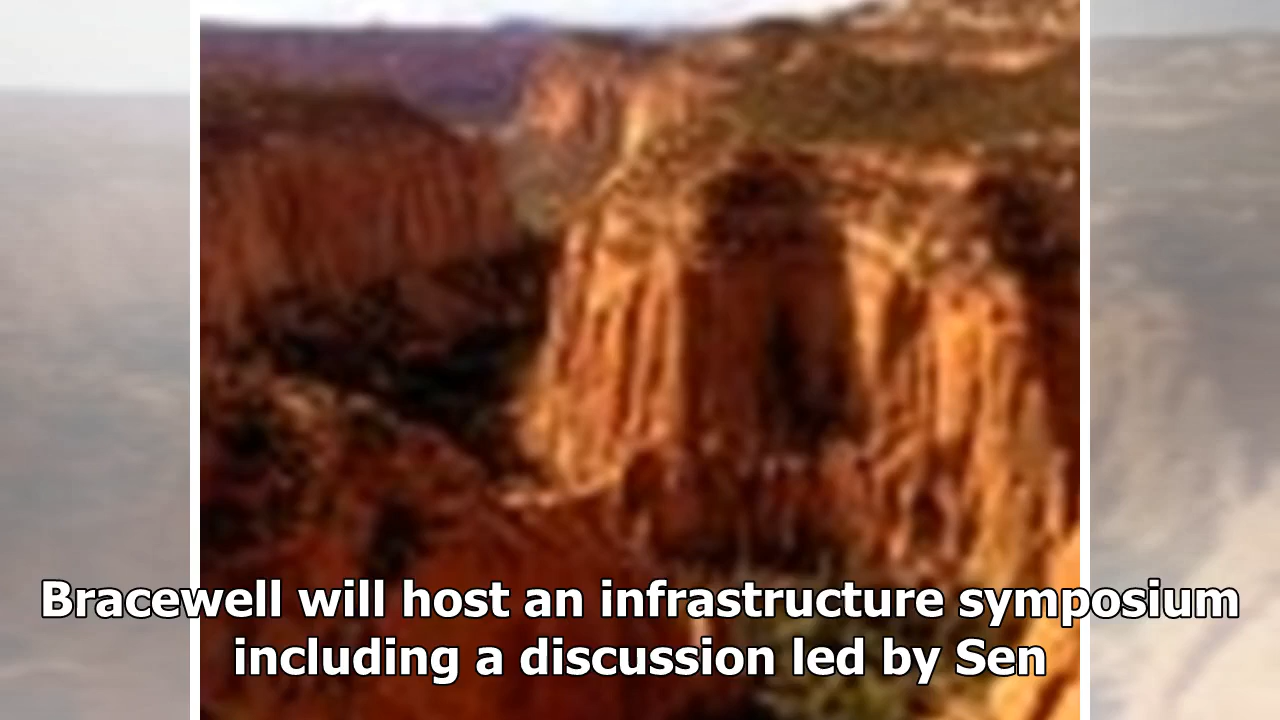 Bracewell will host an infrastructure symposium
including a discussion led by Sen